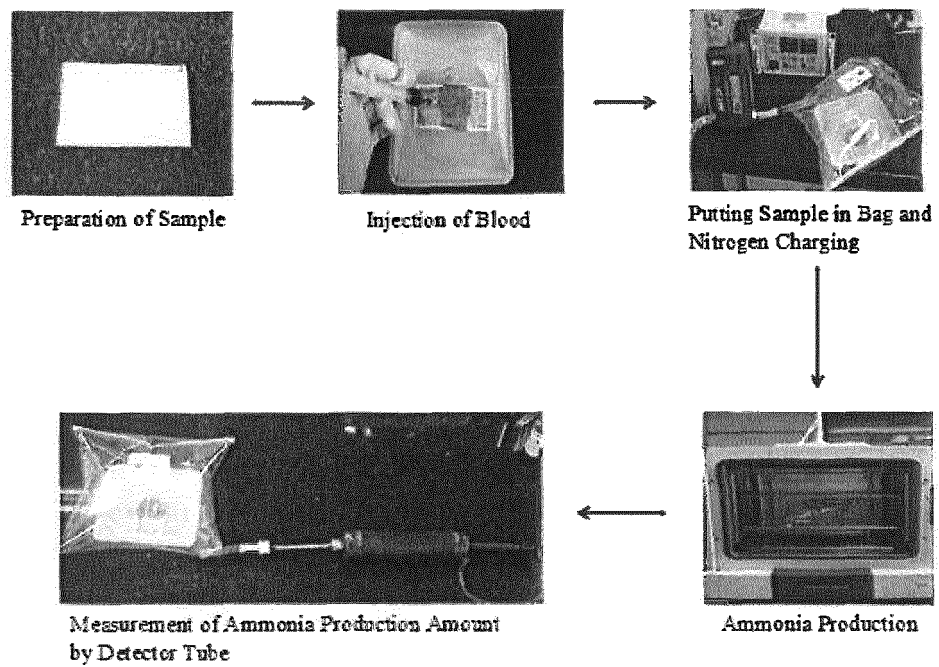 Preparation of Sample
Injection of Blood
Putting Sample in Bag and
Nitrogen Charging
Ammonia Production
Measurement of Ammonia Production Amount
by Detector Tube